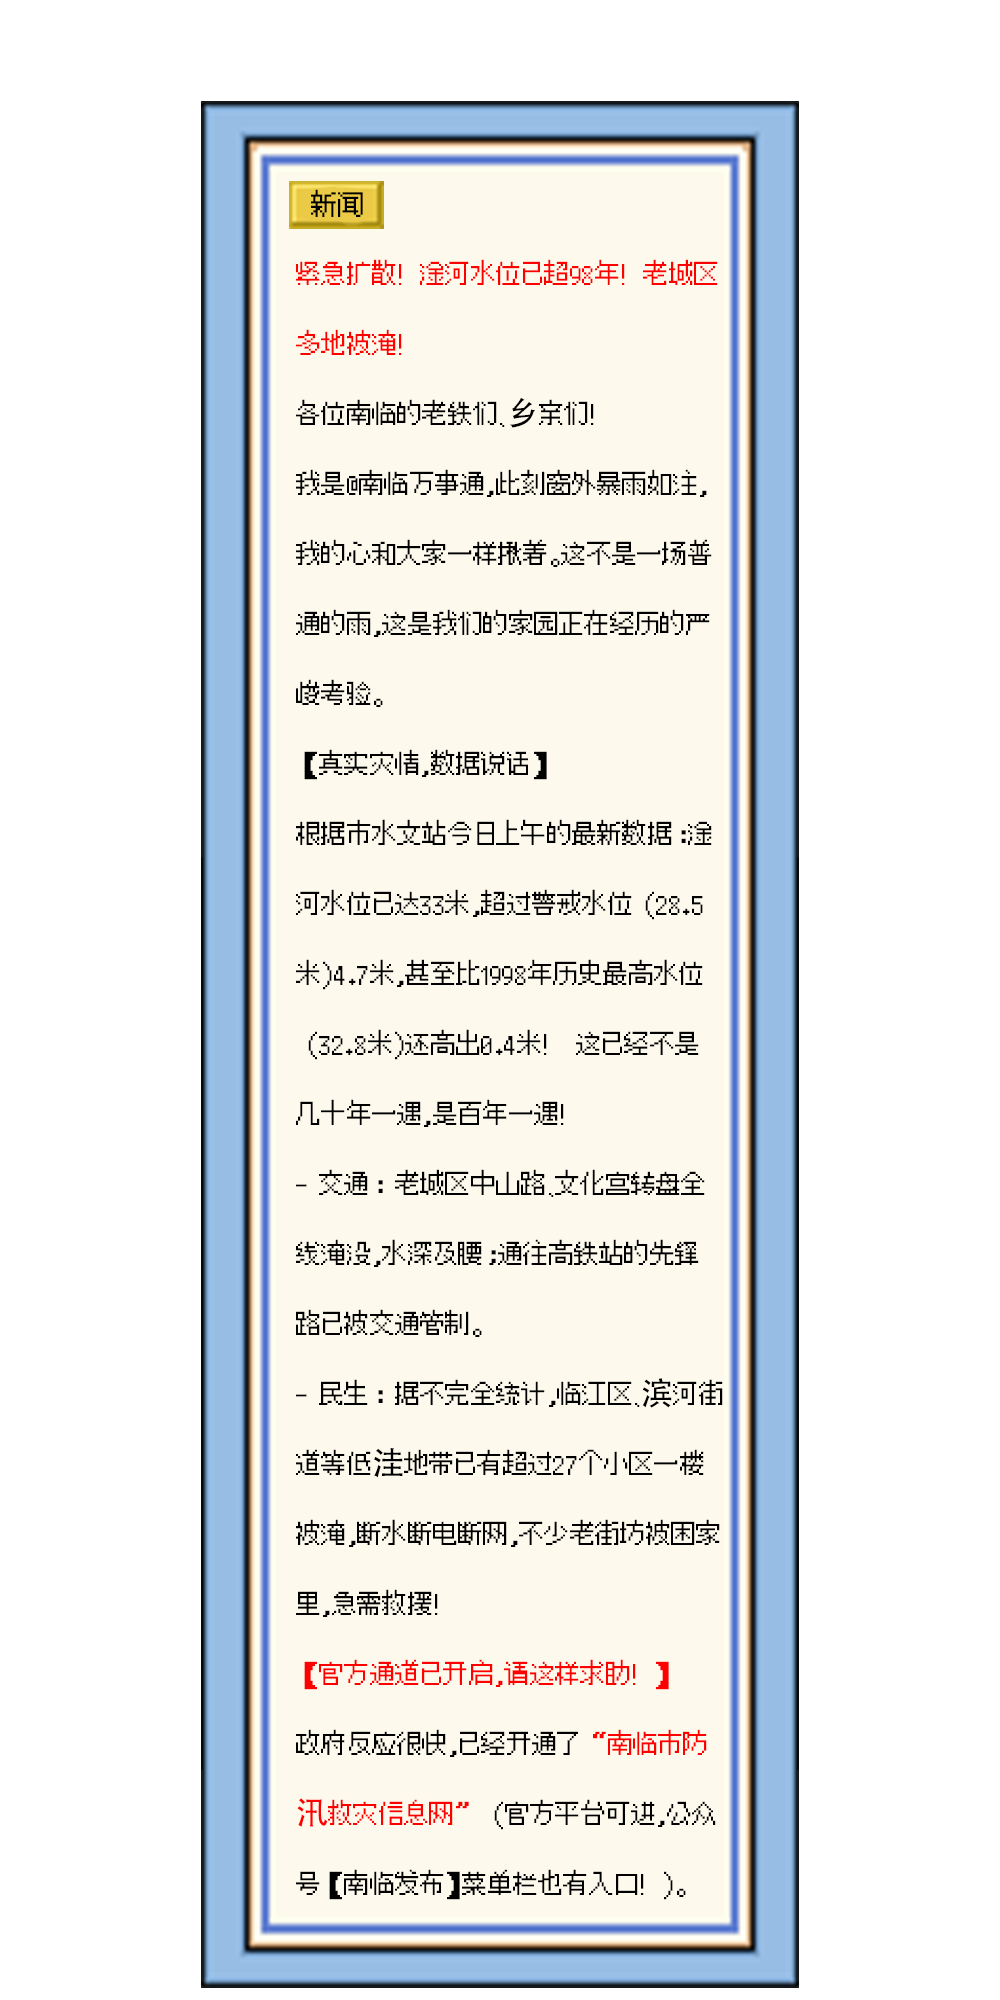 新闻
紧急扩散! 淦河水位已超98年! 老城区
多地被淹!
各位南临的老铁们、乡亲们!
我是@南临万事通,此刻窗外暴雨如注,
我的心和大家一样揪着。这不是一场普
通的雨,这是我们的家园正在经历的严
峻考验。
【真实灾情,数据说话】
根据市水文站今日上午的最新数据:淦
河水位已达33米,超过警戒水位 (28.5
米)4.7米,甚至比1998年历史最高水位
(32.8米)还高出0.4米! 这已经不是
几十年一遇,是百年一遇!
- 交通:老城区中山路、文化宫转盘全
线淹没,水深及腰;通往高铁站的先锋
路已被交通管制。
- 民生:据不完全统计,临江区、滨河街
道等低洼地带已有超过27个小区一楼
被淹,断水断电断网,不少老街坊被困家
里,急需救援!
【官方通道已开启,请这样求助! 】
政府反应很快,已经开通了 “南临市防
汛救灾信息网” (官方平台可进,公众
号【南临发布】菜单栏也有入口! )。